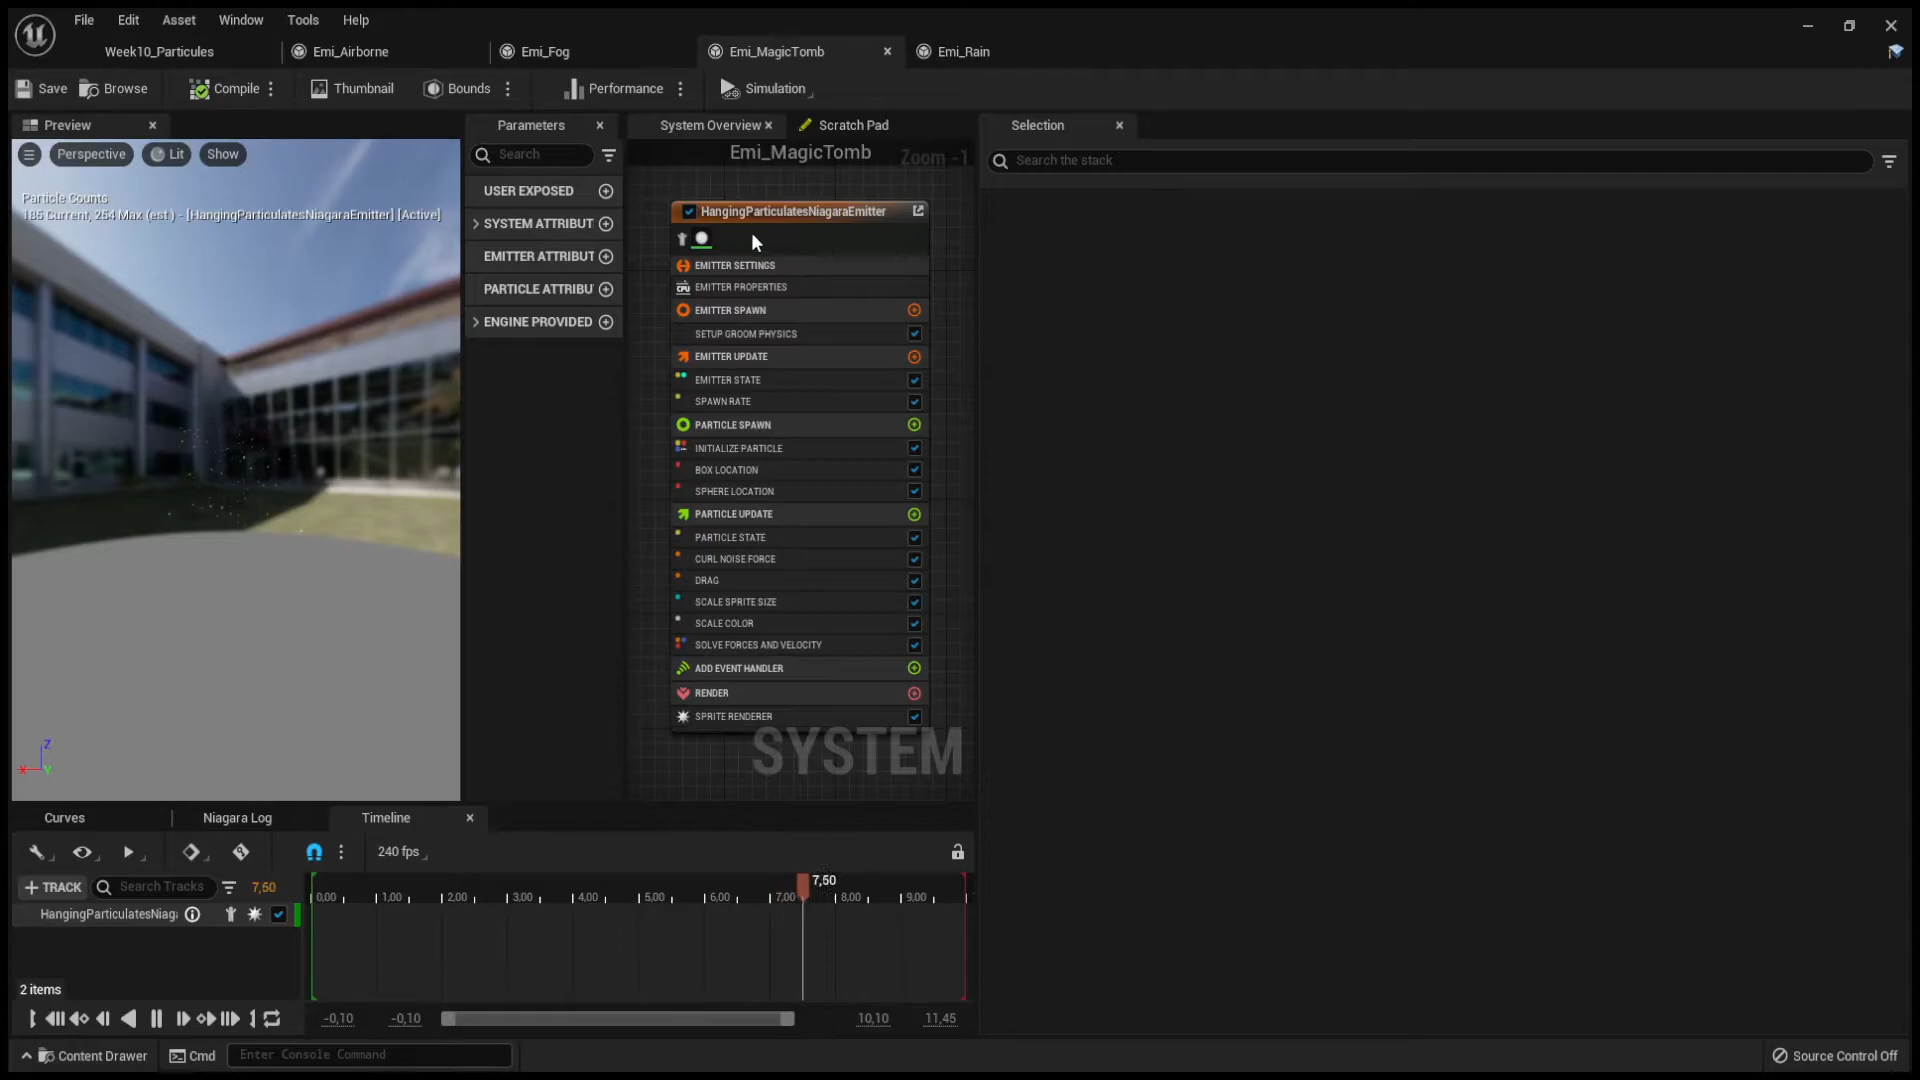 File Edit Asset Window Tools Help
Week10_Particules Emi_Airborne Emi_Fog Emi_MagicTomb Emi_Rain
Save Browse Compile Thumbnail Bounds Performance Simulation
Preview Parameters System Overview Scratch Pad Selection
Perspective Lit Show
Search
Emi_MagicTomb Zoom -1
Search the stack
Particle Counts
185 Current, 254 Max (est.) - [HangingParticulatesNiagaraEmitter] [Active]
USER EXPOSED
SYSTEM ATTRIBUT
EMITTER ATTRIBUT
PARTICLE ATTRIBU
ENGINE PROVIDED
HangingParticulatesNiagaraEmitter
EMITTER SETTINGS
CPU EMITTER PROPERTIES
EMITTER SPAWN
SETUP GROOM PHYSICS
EMITTER UPDATE
EMITTER STATE
SPAWN RATE
PARTICLE SPAWN
INITIALIZE PARTICLE
BOX LOCATION
SPHERE LOCATION
PARTICLE UPDATE
PARTICLE STATE
CURL NOISE FORCE
DRAG
SCALE SPRITE SIZE
SCALE COLOR
SOLVE FORCES AND VELOCITY
ADD EVENT HANDLER
RENDER
SPRITE RENDERER
SYSTEM
Z
X Y
Curves Niagara Log Timeline
240 fps
+ TRACK Search Tracks 7,50
7,50
0,00 1,00 2,00 3,00 4,00 5,00 6,00 7,00 8,00 9,00
HangingParticulatesNiag
2 items
-0,10 -0,10 10,10 11,45
Content Drawer Cmd Enter Console Command Source Control Off